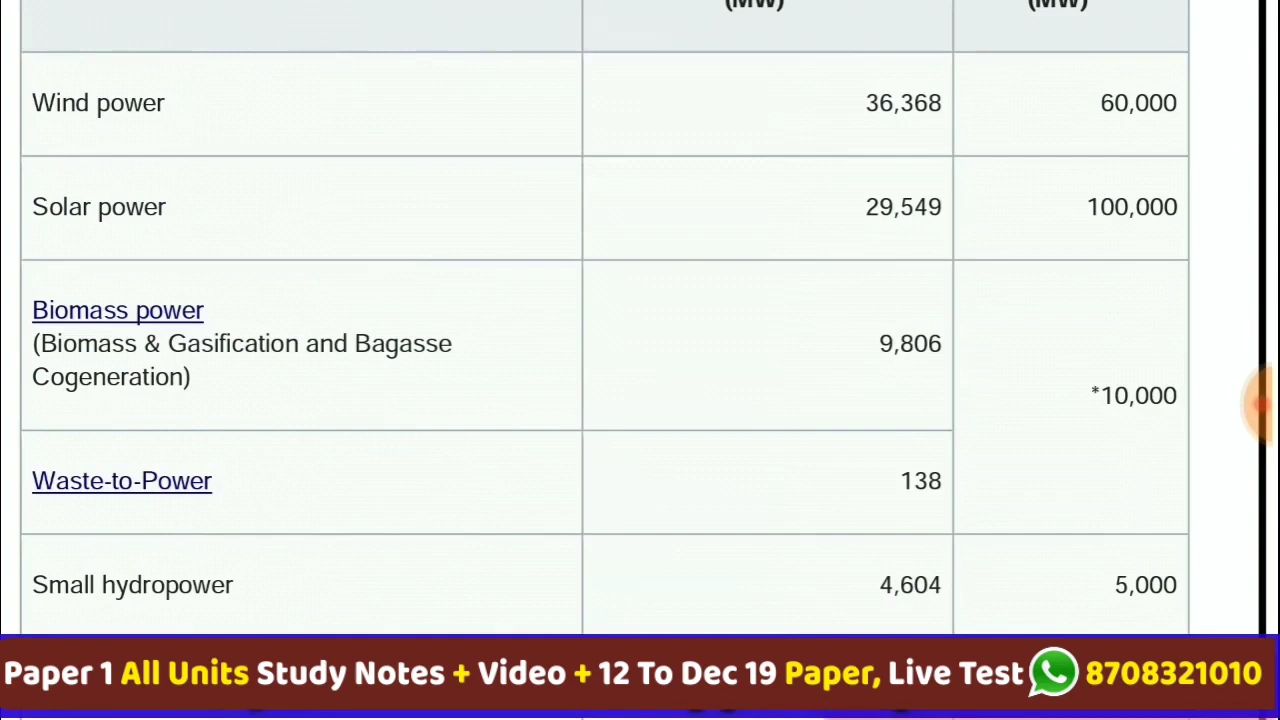 (MW) (MW)
Wind power 36,368 60,000
Solar power 29,549 100,000
Biomass power
(Biomass & Gasification and Bagasse 9,806
Cogeneration)
*10,000
Waste-to-Power 138
Small hydropower 4,604 5,000
Paper 1 All Units Study Notes + Video + 12 To Dec 19 Paper, Live Test 8708321010